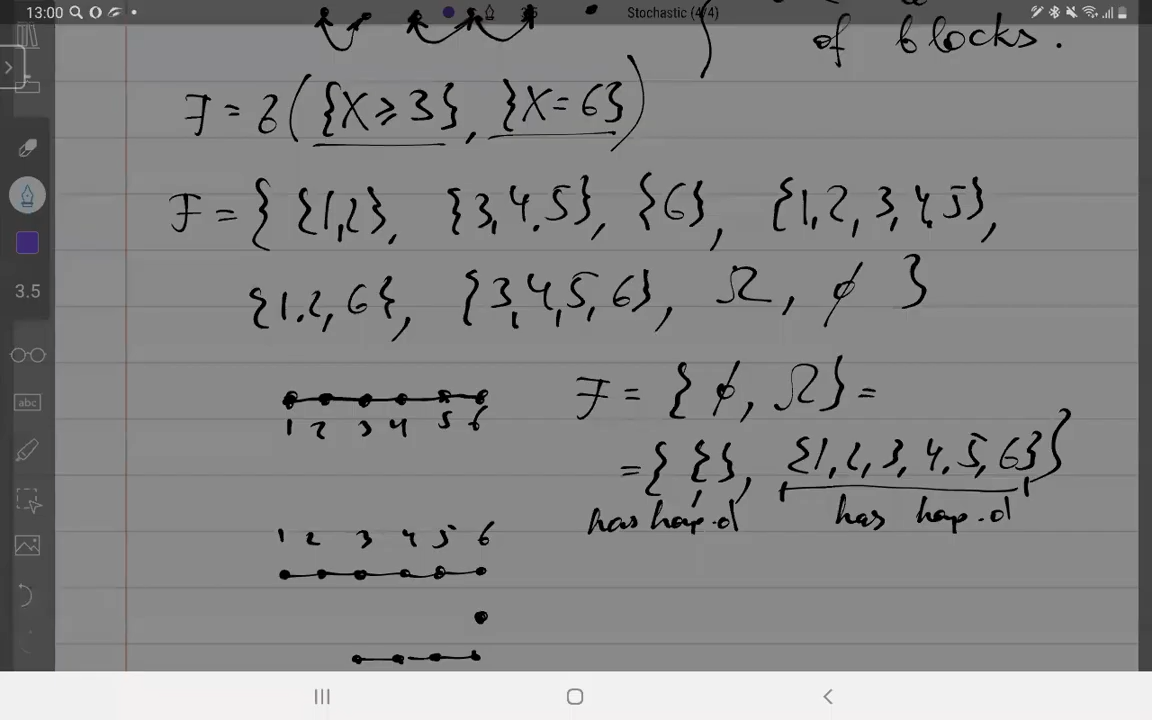 13:00
Stochastic (4/4)
of blocks.
F = σ({X ≥ 3}, {X = 6})
F = { {1,2}, {3,4,5}, {6}, {1,2,3,4,5},
{1,2,6}, {3,4,5,6}, Ω, ϕ }
1 2 3 4 5 6
F = { ϕ, Ω } =
= { {}, {1,2,3,4,5,6} }
has hap.d has hap.d
1 2 3 4 5 6
3.5
abc